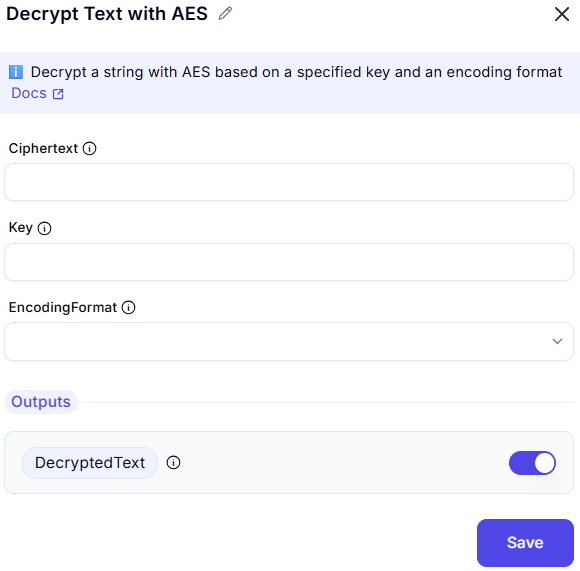 Decrypt Text with AES
Decrypt a string with AES based on a specified key and an encoding format
Docs
Ciphertext
Key
EncodingFormat
Outputs
DecryptedText
Save